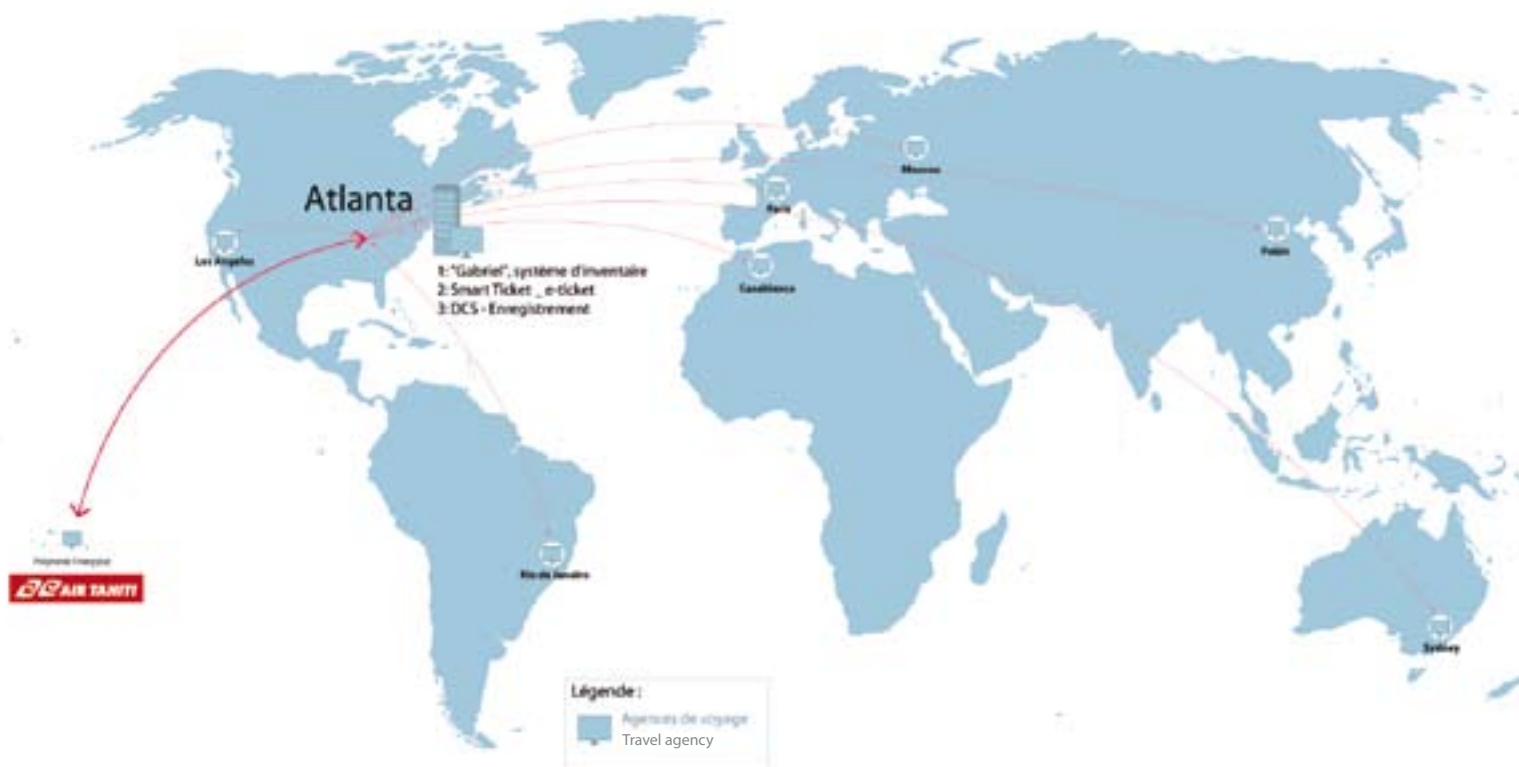 Atlanta
1: "Gabriel", système d'inventaire
2: Smart Ticket _ e-ticket
3: DCS - Enregistrement
Los Angeles
Moscou
Paris
Casablanca
Pékin
Rio de Janeiro
Sydney
Polynésie Française
AIR TAHITI
Légende :
Agences de voyage
Travel agency